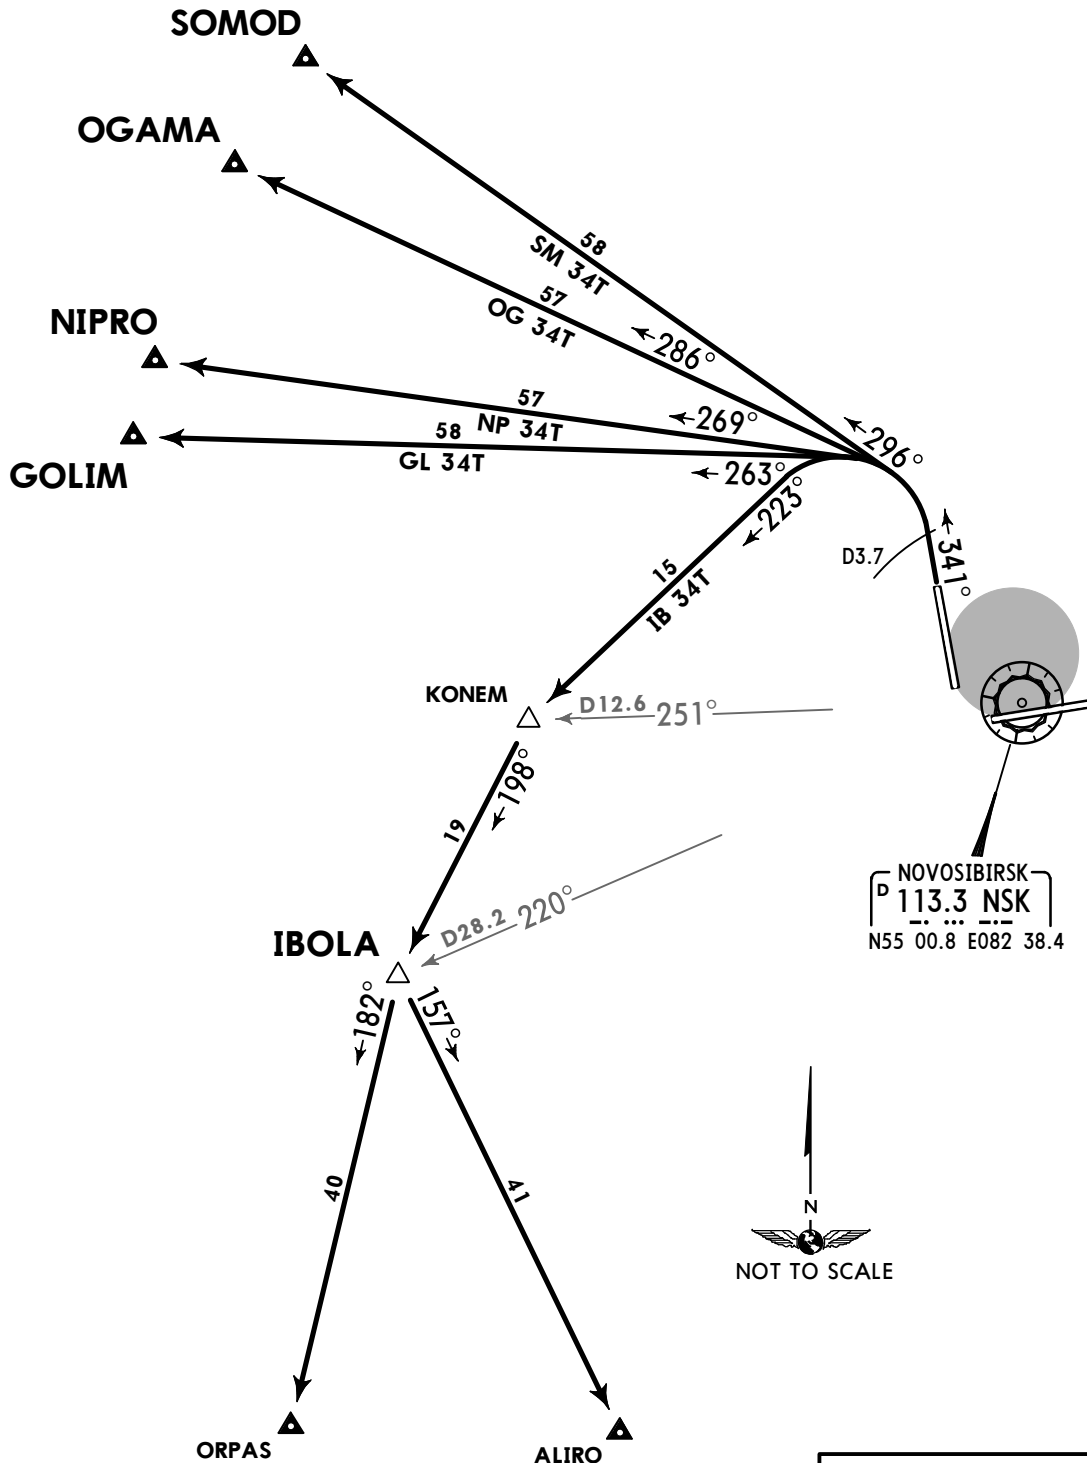 SOMOD
OGAMA
58
SM 34T
57
OG 34T
NIPRO
286°
57
NP 34T
269°
296°
58
GL 34T
GOLIM
263°
223°
D3.7
341°
15
IB 34T
KONEM
D12.6 251°
198°
19
D28.2 220°
NOVOSIBIRSK
D 113.3 NSK
N55 00.8 E082 38.4
IBOLA
182°
157°
40
41
N
NOT TO SCALE
ORPAS
ALIRO